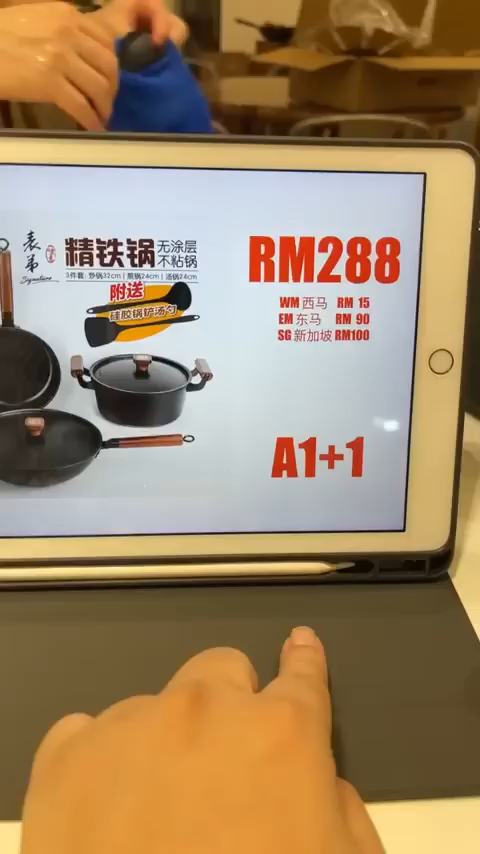 表弟
Signature
精铁锅
无涂层
不粘锅
3件套: 炒锅32cm | 煎锅24cm | 汤锅24cm
附送
硅胶锅铲汤勺
RM288
WM 西马 RM 15
EM 东马 RM 90
SG 新加坡 RM100
A1+1